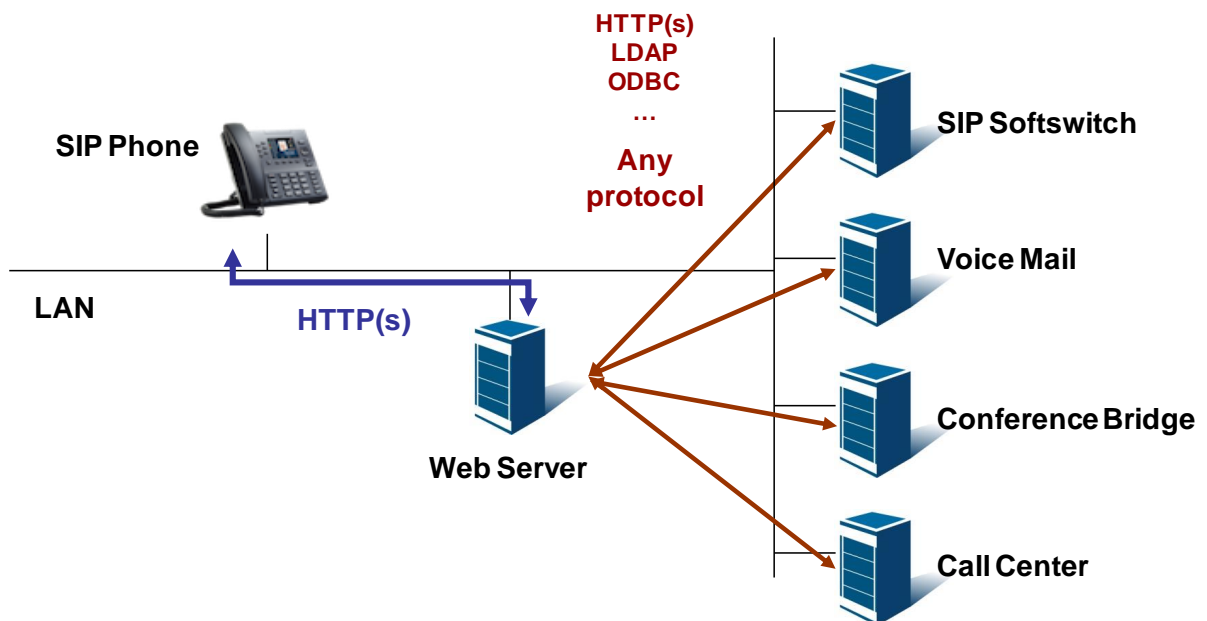 HTTP(s)
LDAP
ODBC
…
Any
protocol
SIP Phone
SIP Softswitch
Voice Mail
LAN
HTTP(s)
Conference Bridge
Web Server
Call Center